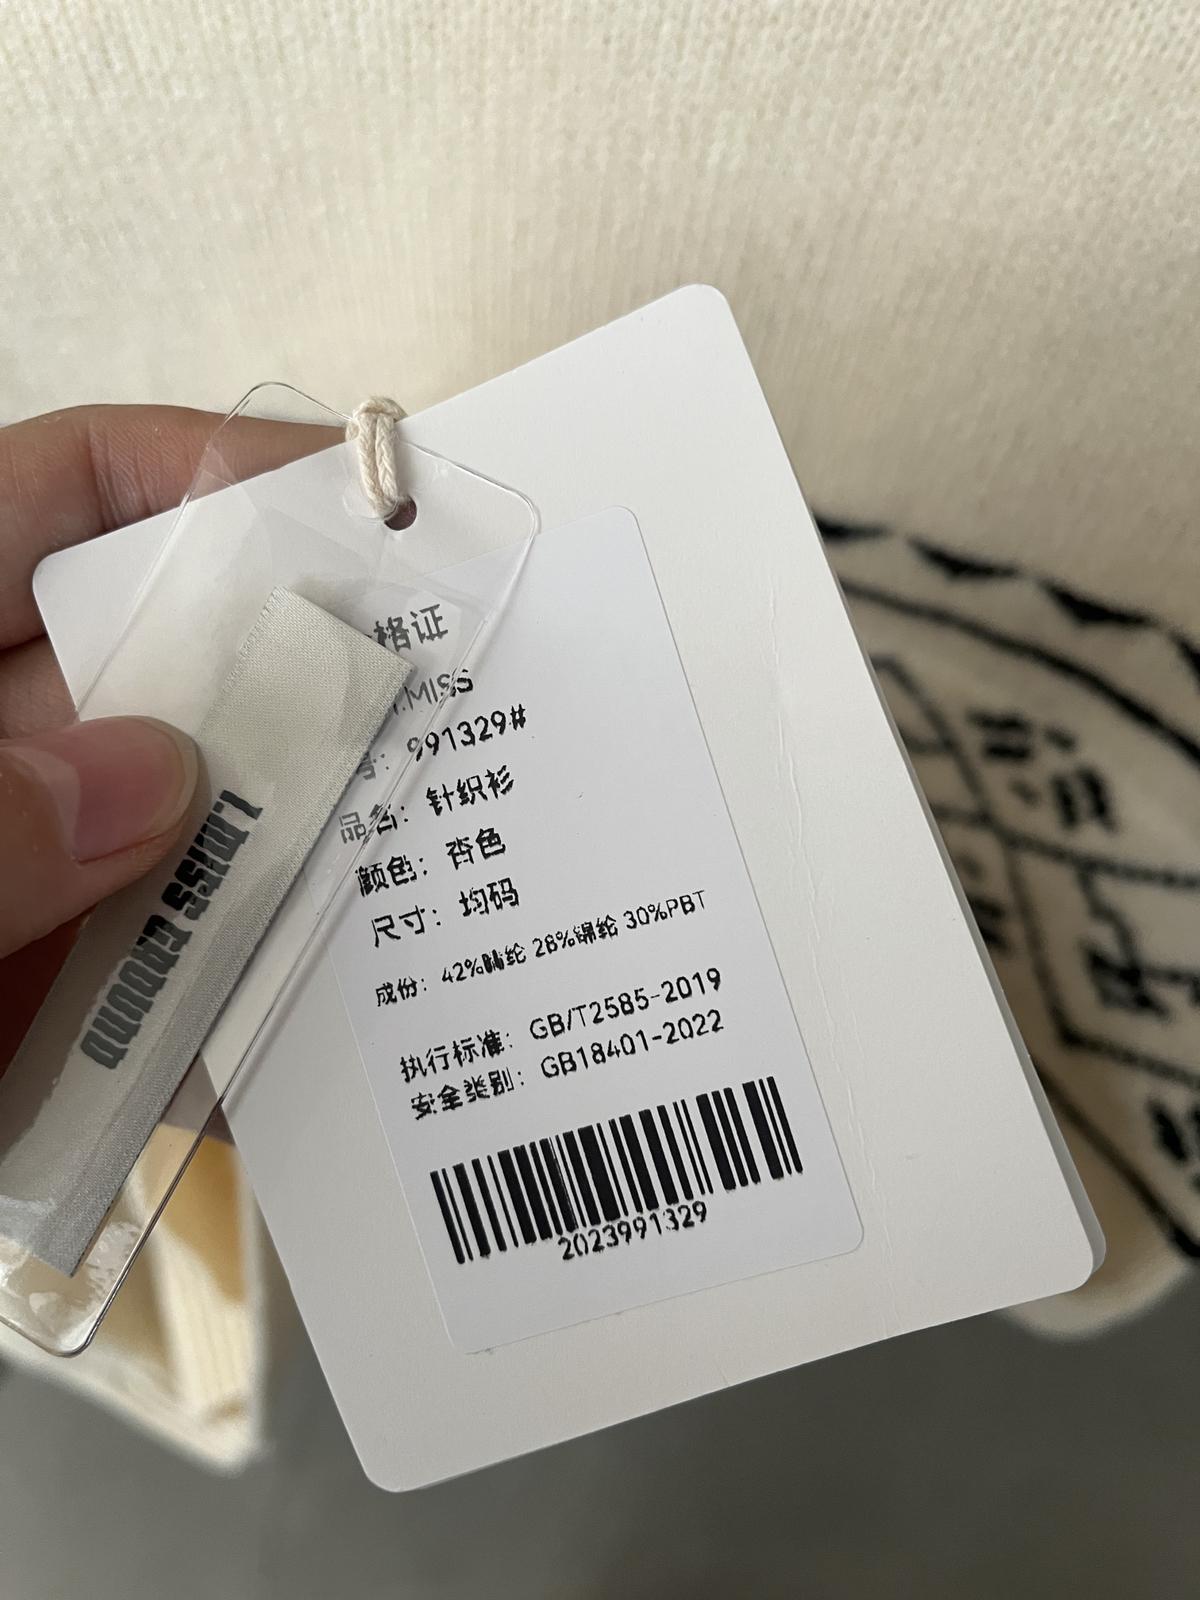 格证
I.MISS
号: 991329#
品名: 针织衫
颜色: 杏色
尺寸: 均码
成份: 42%腈纶 28%锦纶 30%PBT
执行标准: GB/T2585-2019
安全类别: GB18401-2022
2023991329
I.MISS